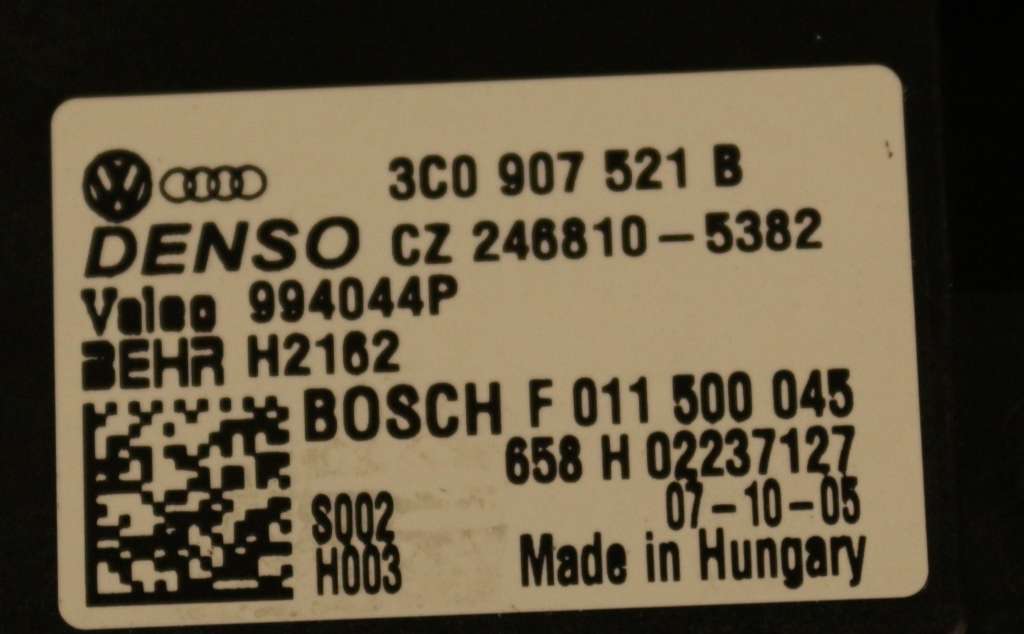 3C0 907 521 B
DENSO CZ 246810-5382
Valeo 994044P
BEHR H2162
BOSCH F 011 500 045
658 H 02237127
S002 07-10-05
H003 Made in Hungary